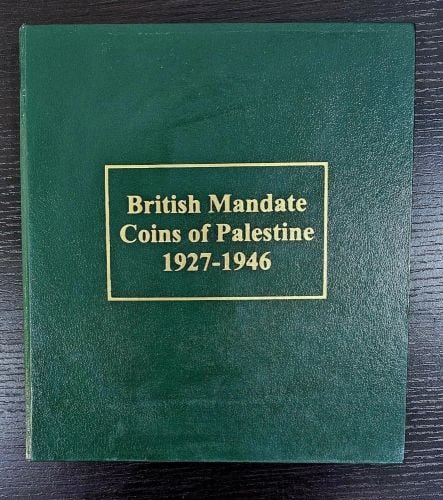 British Mandate
Coins of Palestine
1927-1946